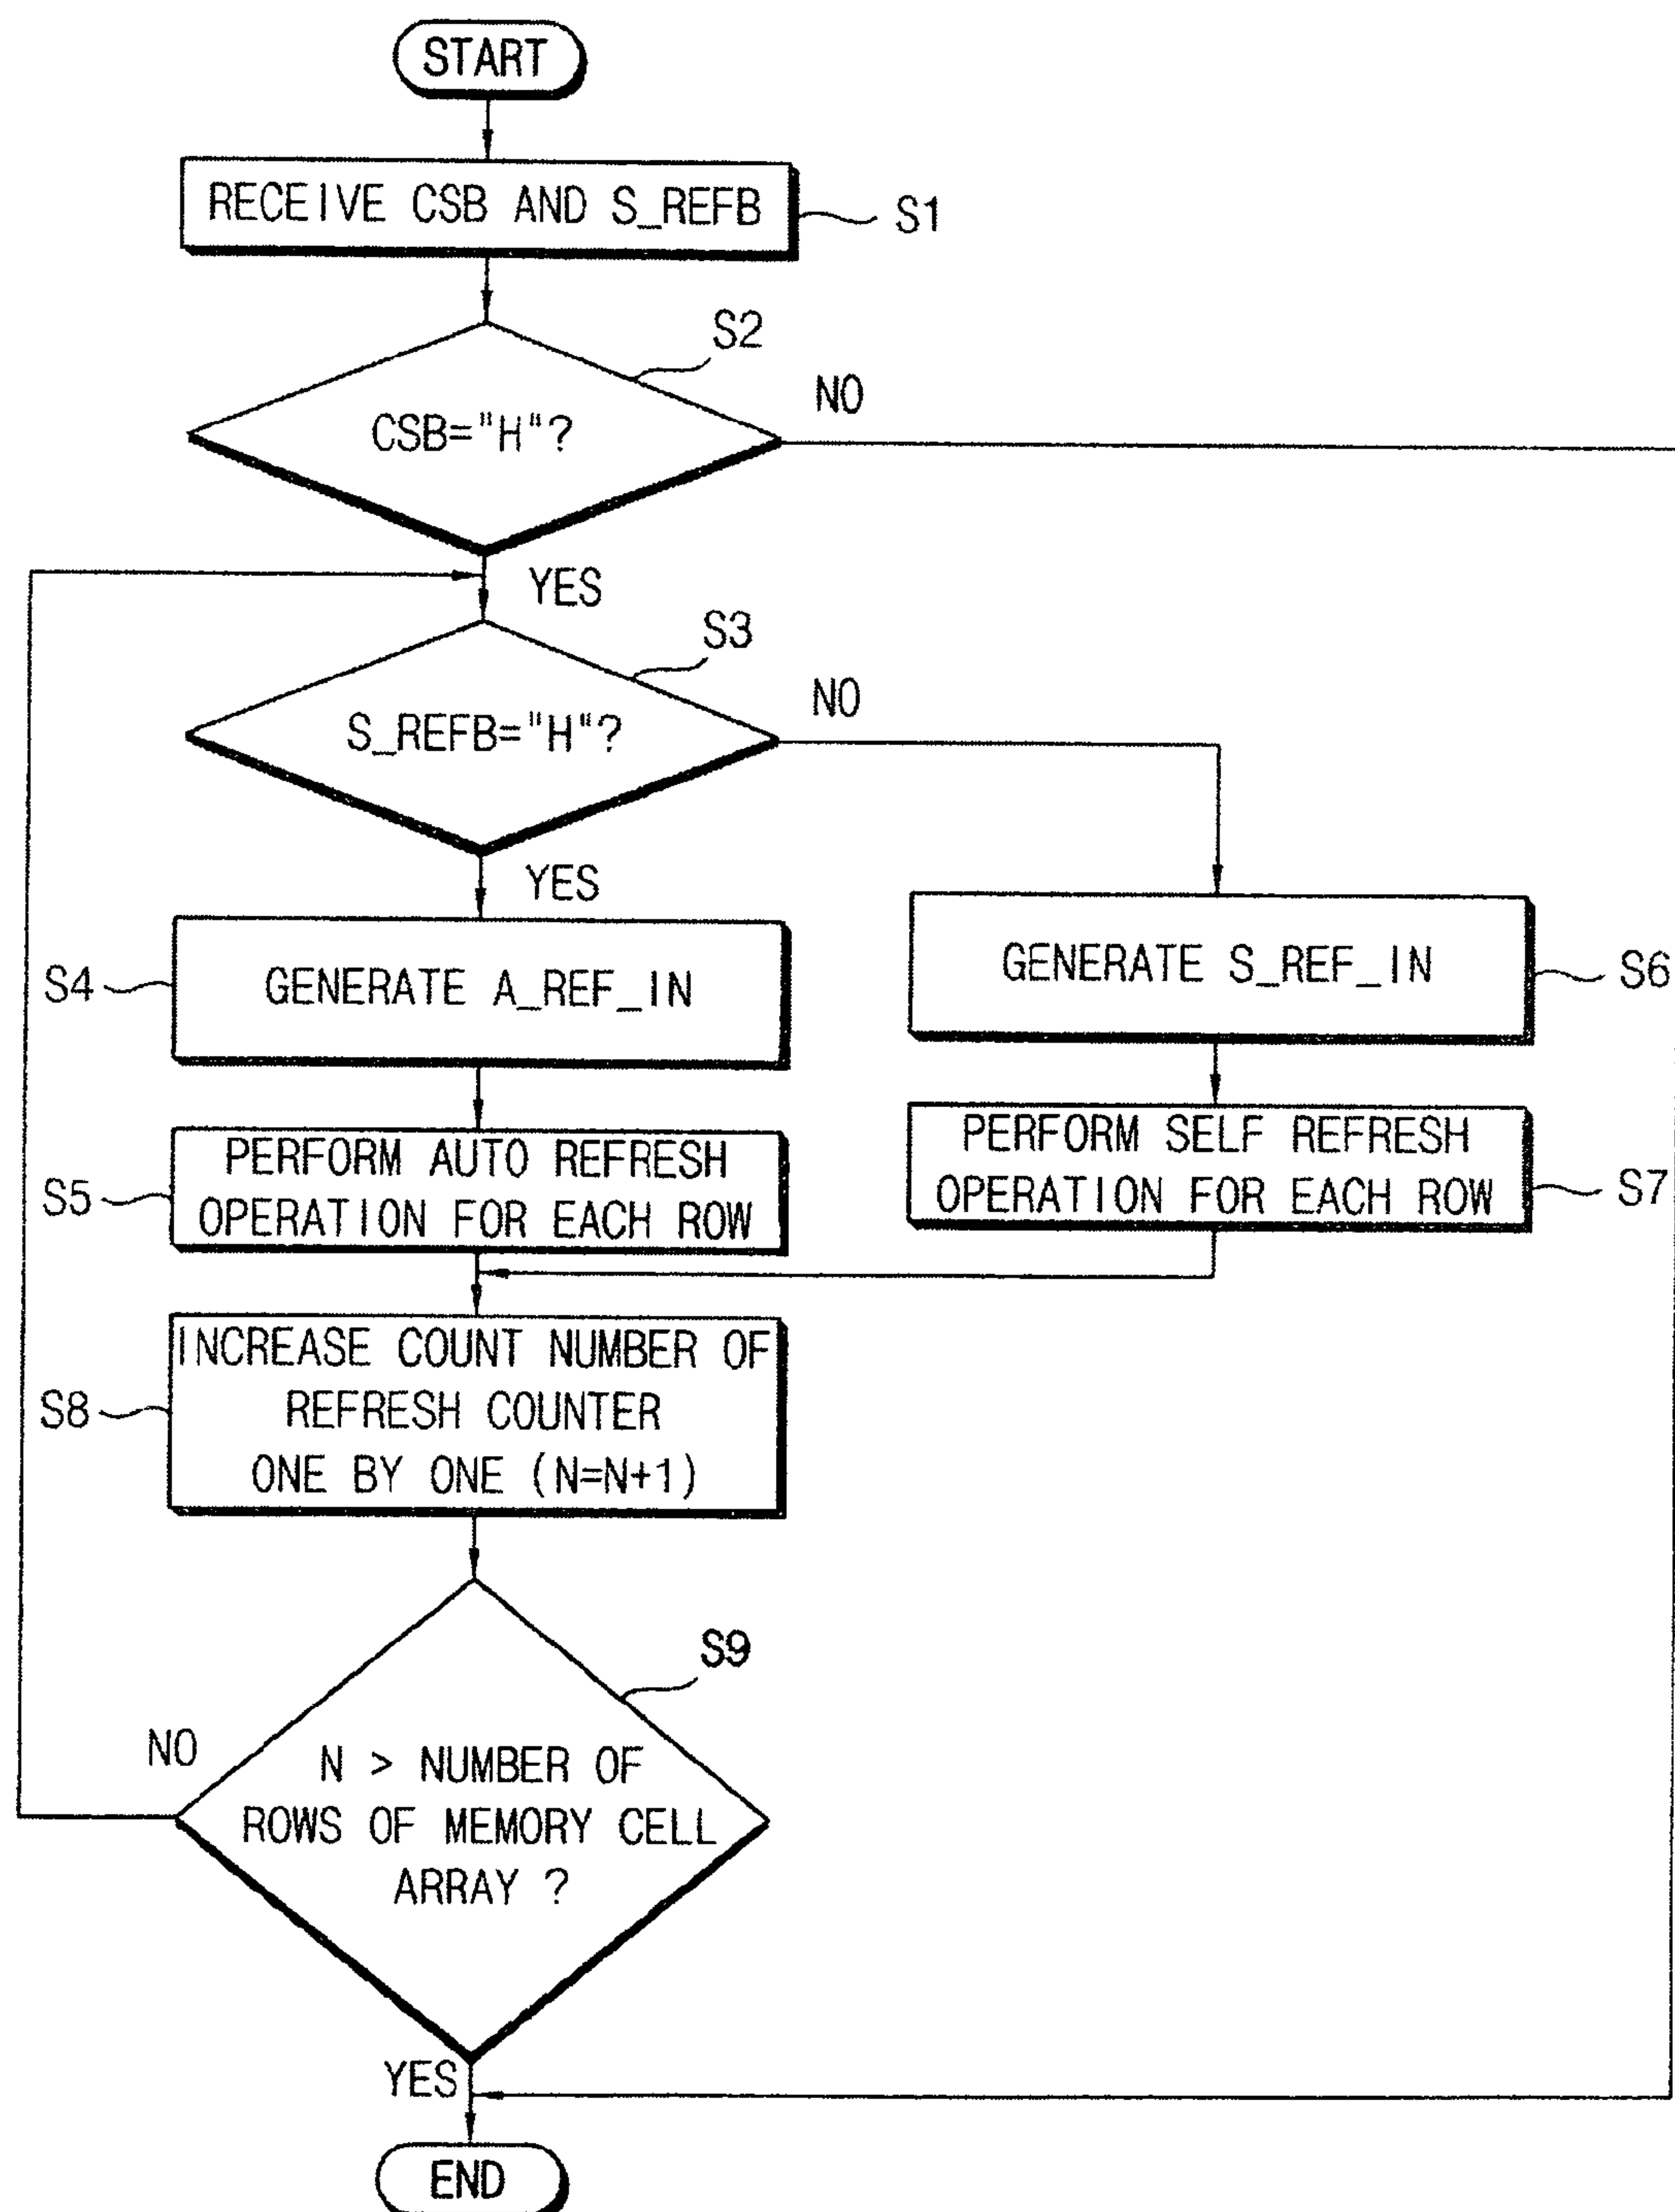 START
RECEIVE CSB AND S_REFB
S1
S2
CSB="H"?
NO
YES
S3
S_REFB="H"?
NO
YES
S4
GENERATE A_REF_IN
GENERATE S_REF_IN
S6
S5
PERFORM AUTO REFRESH
OPERATION FOR EACH ROW
PERFORM SELF REFRESH
OPERATION FOR EACH ROW
S7
S8
INCREASE COUNT NUMBER OF
REFRESH COUNTER
ONE BY ONE (N=N+1)
S9
NO
N > NUMBER OF
ROWS OF MEMORY CELL
ARRAY ?
YES
END